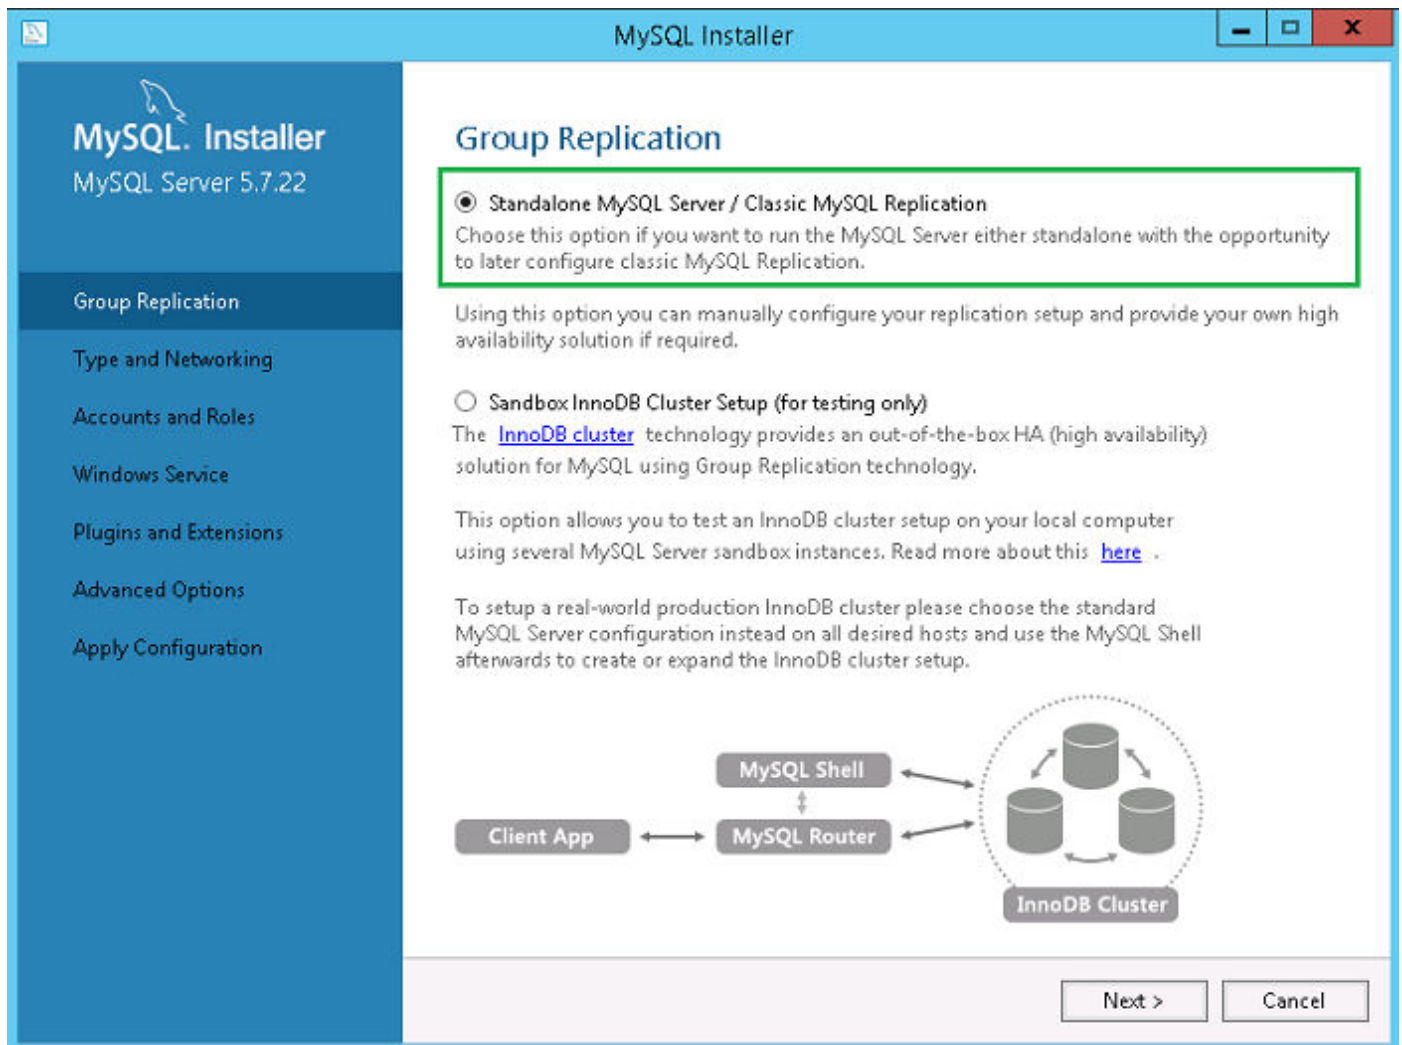 MySQL Installer
MySQL. Installer
MySQL Server 5.7.22
Group Replication
Type and Networking
Accounts and Roles
Windows Service
Plugins and Extensions
Advanced Options
Apply Configuration
Group Replication
Standalone MySQL Server / Classic MySQL Replication
Choose this option if you want to run the MySQL Server either standalone with the opportunity
to later configure classic MySQL Replication.
Using this option you can manually configure your replication setup and provide your own high
availability solution if required.
Sandbox InnoDB Cluster Setup (for testing only)
The InnoDB cluster technology provides an out-of-the-box HA (high availability)
solution for MySQL using Group Replication technology.
This option allows you to test an InnoDB cluster setup on your local computer
using several MySQL Server sandbox instances. Read more about this here .
To setup a real-world production InnoDB cluster please choose the standard
MySQL Server configuration instead on all desired hosts and use the MySQL Shell
afterwards to create or expand the InnoDB cluster setup.
MySQL Shell
Client App
MySQL Router
InnoDB Cluster
Next >
Cancel